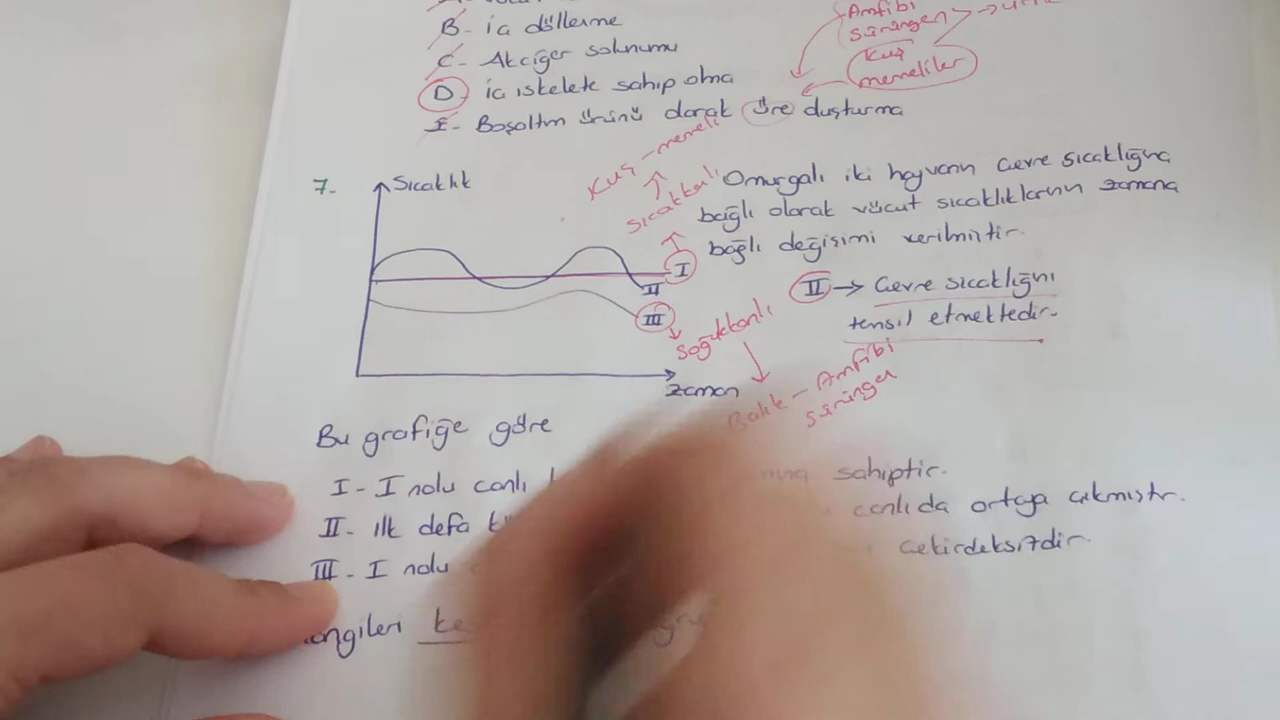 B- iç döllenme
C- Akciğer solunumu
D- iç iskelete sahip olma
E- Boşaltım ürünü olarak üre oluşturma
Amfibi
sürüngen
Kuş
memeliler
7-
Sıcaklık
Kuş - memeli
sıcakkanlı
Omurgalı iki hayvanın çevre sıcaklığına
bağlı olarak vücut sıcaklıklarının zamana
bağlı değişimi verilmiştir.
I
II
III
II → çevre sıcaklığını
temsil etmektedir.
Soğukkanlı
zaman
Balık - Amfibi
sürüngen
Bu grafiğe göre
I - I nolu canlı
sahiptir.
II - ilk defa
canlıda ortaya çıkmıştır.
III - I nolu
çekirdeksizdir.